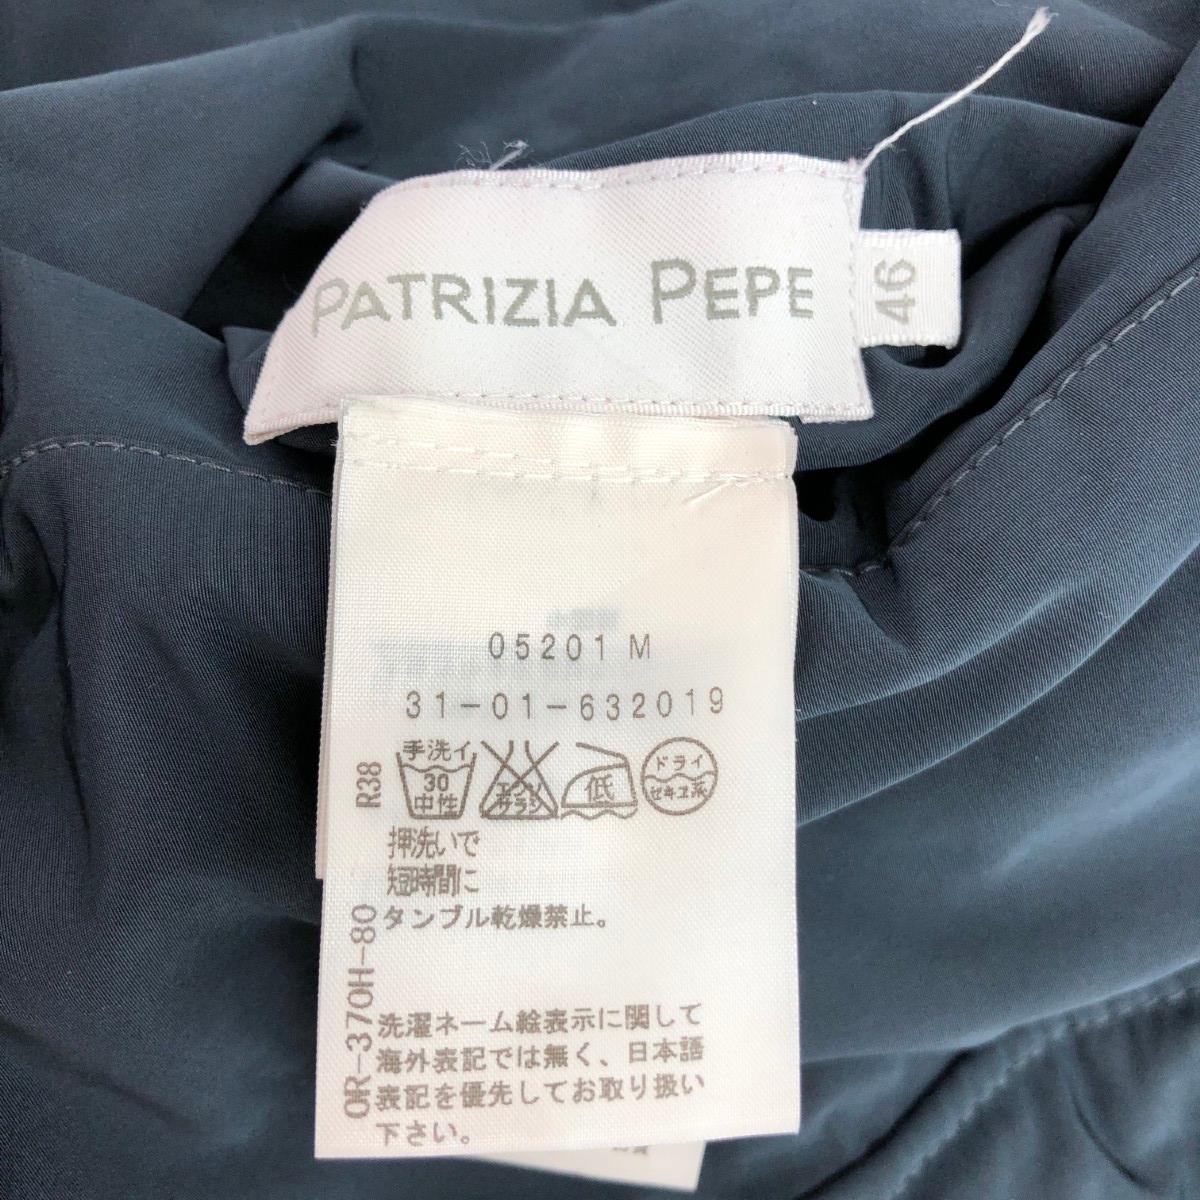 PATRIZIA PEPE
46
05201 M
31-01-632019
手洗イ
30
中性
エンソ
サラシ
低
ドライ
セキユ系
R38
押洗いで
短時間に
タンブル乾燥禁止。
OR-370H-80
洗濯ネーム絵表示に関して
海外表記では無く、日本語
表記を優先してお取り扱い
下さい。